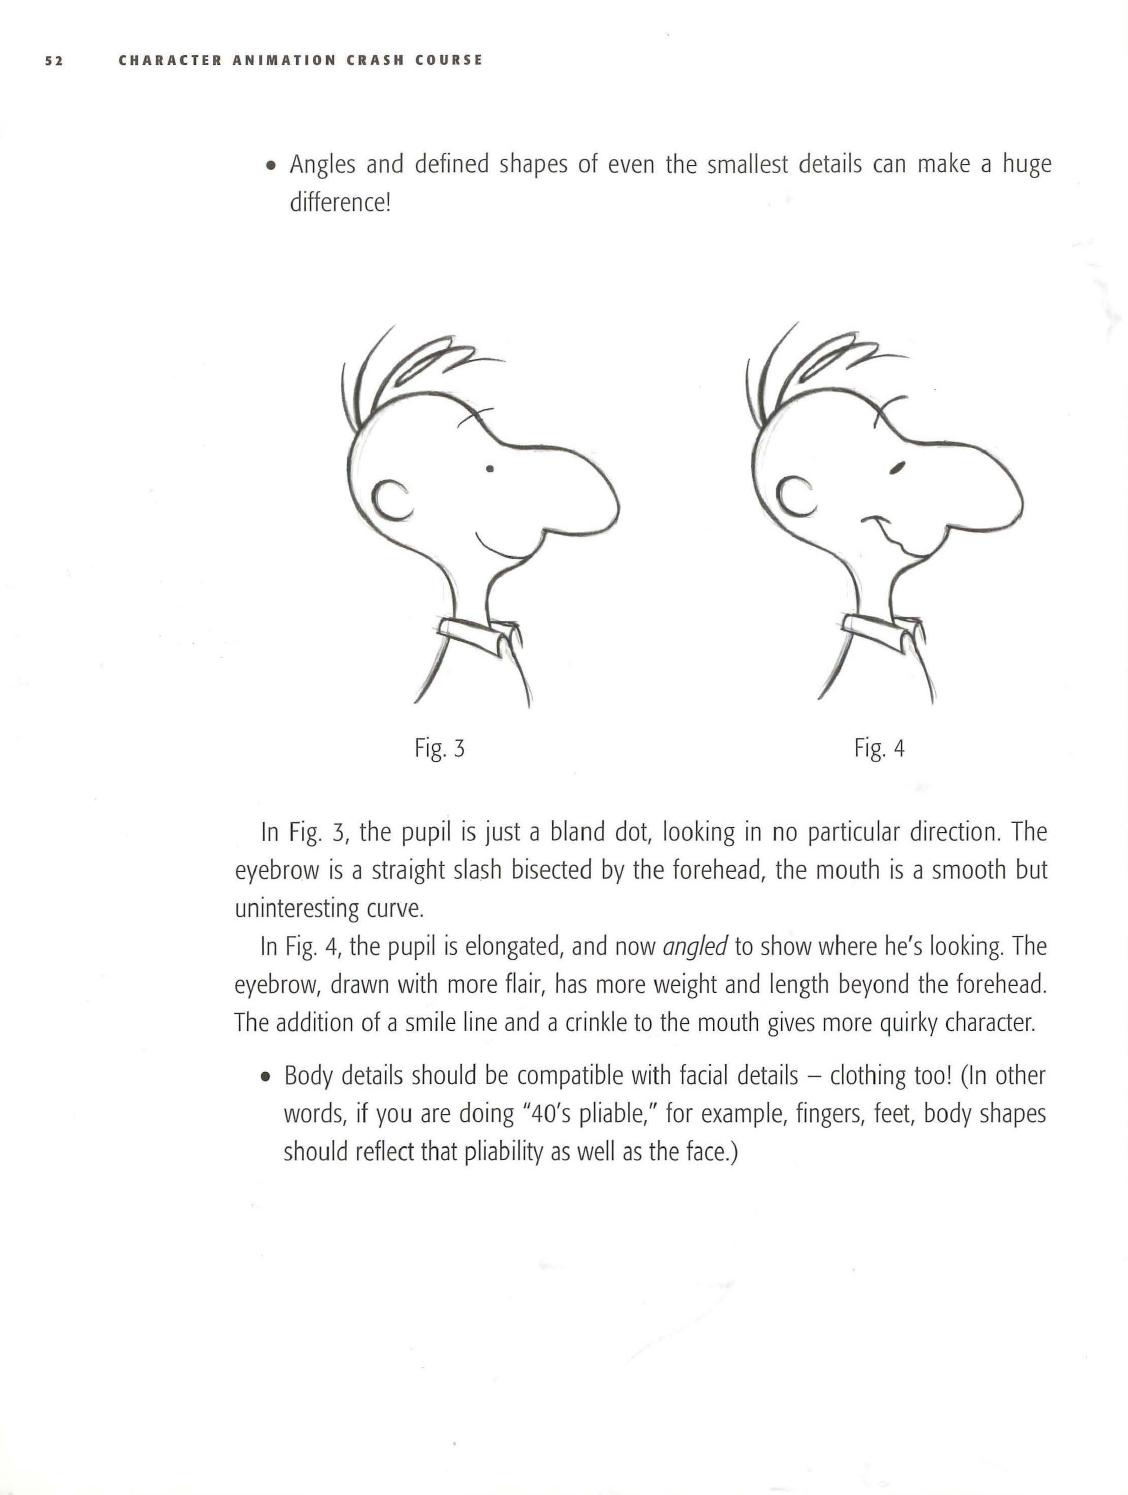 52 CHARACTER ANIMATION CRASH COURSE
• Angles and defined shapes of even the smallest details can make a huge
difference!
Fig. 3
Fig. 4
In Fig. 3, the pupil is just a bland dot, looking in no particular direction. The
eyebrow is a straight slash bisected by the forehead, the mouth is a smooth but
uninteresting curve.
In Fig. 4, the pupil is elongated, and now angled to show where he's looking. The
eyebrow, drawn with more flair, has more weight and length beyond the forehead.
The addition of a smile line and a crinkle to the mouth gives more quirky character.
• Body details should be compatible with facial details – clothing too! (In other
words, if you are doing "40's pliable," for example, fingers, feet, body shapes
should reflect that pliability as well as the face.)